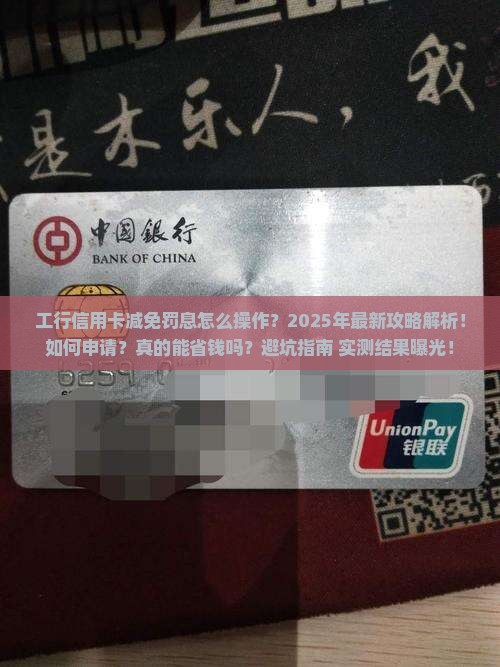 我
是木乐人，
中國銀行
BANK OF CHINA
工行信用卡减免罚息怎么操作？2025年最新攻略解析！
如何申请？真的能省钱吗？避坑指南 实测结果曝光！
6259
UnionPay
银联